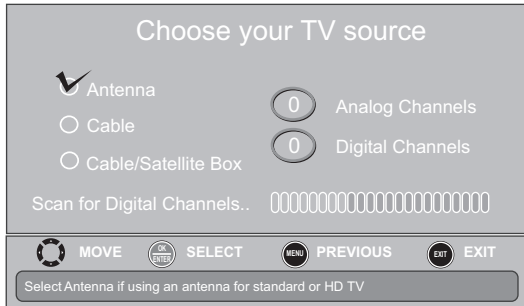 Choose your TV source
Antenna
0 Analog Channels
Cable
0 Digital Channels
Cable/Satellite Box
Scan for Digital Channels..
MOVE OK ENTER SELECT MENU PREVIOUS EXIT EXIT
Select Antenna if using an antenna for standard or HD TV